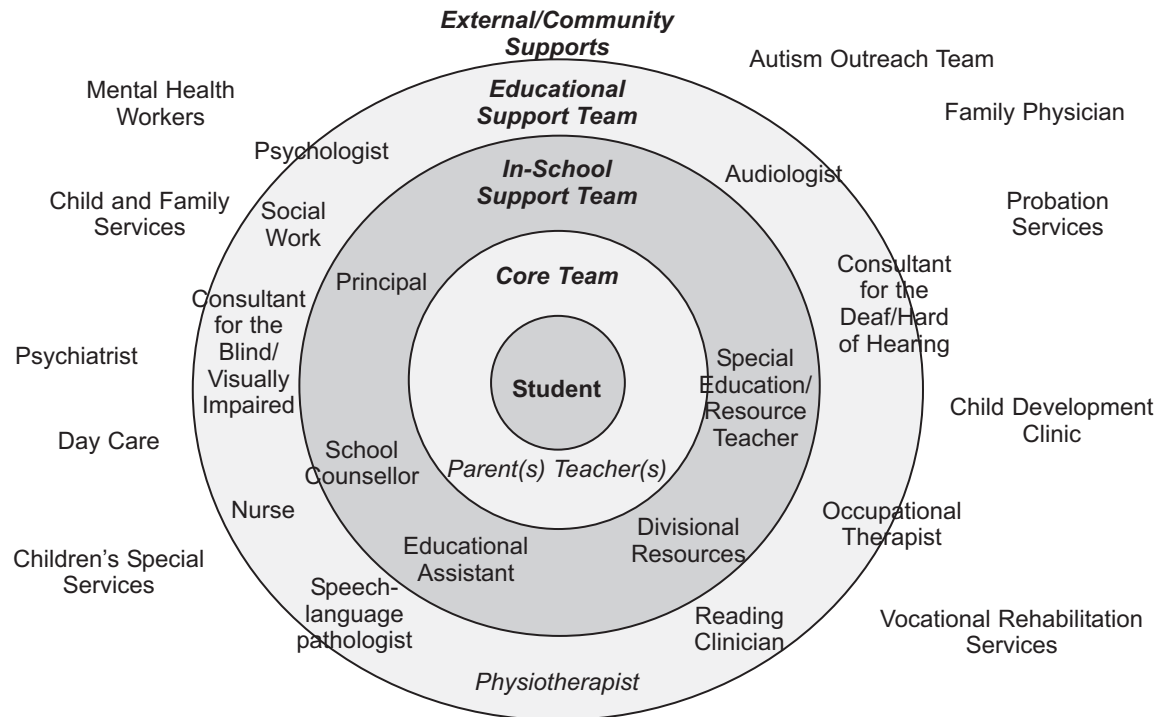 External/Community
Supports
Autism Outreach Team
Educational
Support Team
Mental Health
Workers
Family Physician
Psychologist
In-School
Support Team
Audiologist
Child and Family
Services
Social
Work
Probation
Services
Principal
Core Team
Consultant
for the
Deaf/Hard
of Hearing
Consultant
for the
Blind/
Visually
Impaired
Psychiatrist
Student
Special
Education/
Resource
Teacher
Child Development
Clinic
Day Care
School
Counsellor
Parent(s) Teacher(s)
Nurse
Occupational
Therapist
Divisional
Resources
Educational
Assistant
Children's Special
Services
Speech-
language
pathologist
Reading
Clinician
Vocational Rehabilitation
Services
Physiotherapist